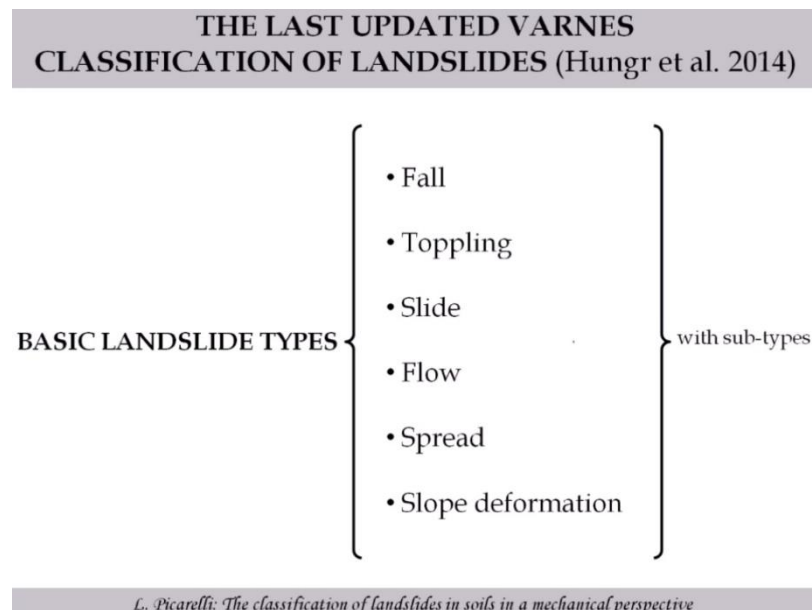 THE LAST UPDATED VARNES
CLASSIFICATION OF LANDSLIDES (Hungr et al. 2014)
BASIC LANDSLIDE TYPES
• Fall
• Toppling
• Slide
• Flow
• Spread
• Slope deformation
with sub-types
L. Picarelli: The classification of landslides in soils in a mechanical perspective